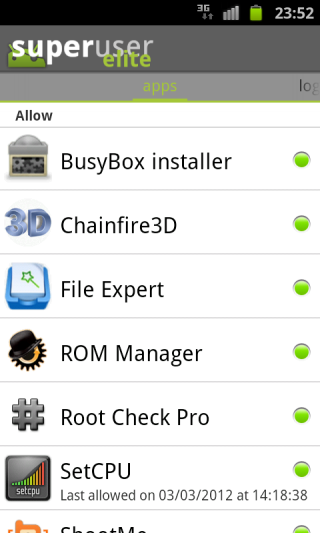 3G 23:52
superuser
elite
apps log
Allow
BusyBox installer
3D Chainfire3D
File Expert
ROM Manager
# Root Check Pro
SetCPU
setcpu Last allowed on 03/03/2012 at 14:18:38
ShootMe